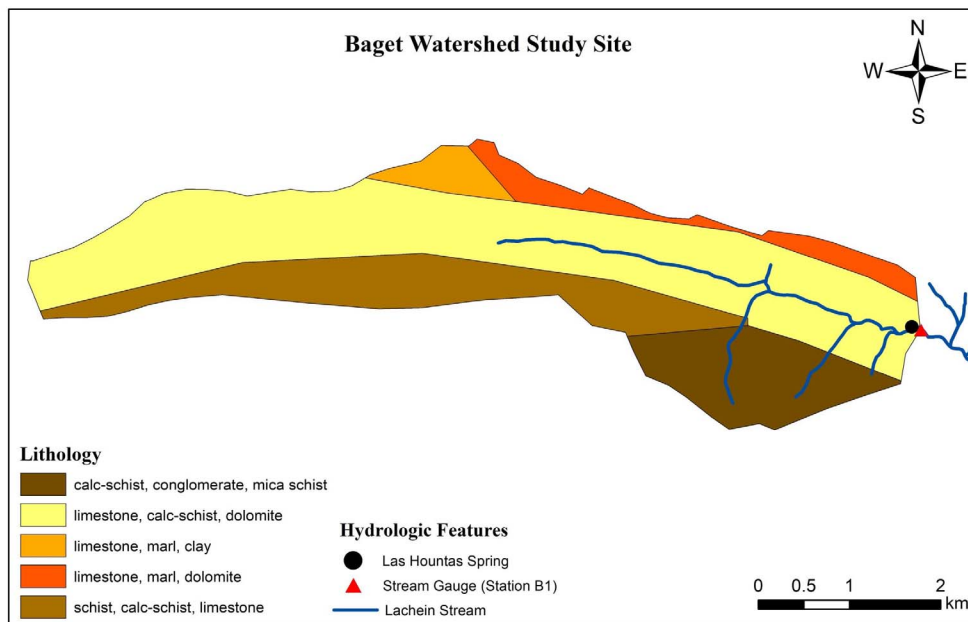 Baget Watershed Study Site
N
W E
S
Lithology
calc-schist, conglomerate, mica schist
limestone, calc-schist, dolomite
limestone, marl, clay
limestone, marl, dolomite
schist, calc-schist, limestone
Hydrologic Features
Las Hountas Spring
Stream Gauge (Station B1)
Lachein Stream
0 0.5 1 2
km